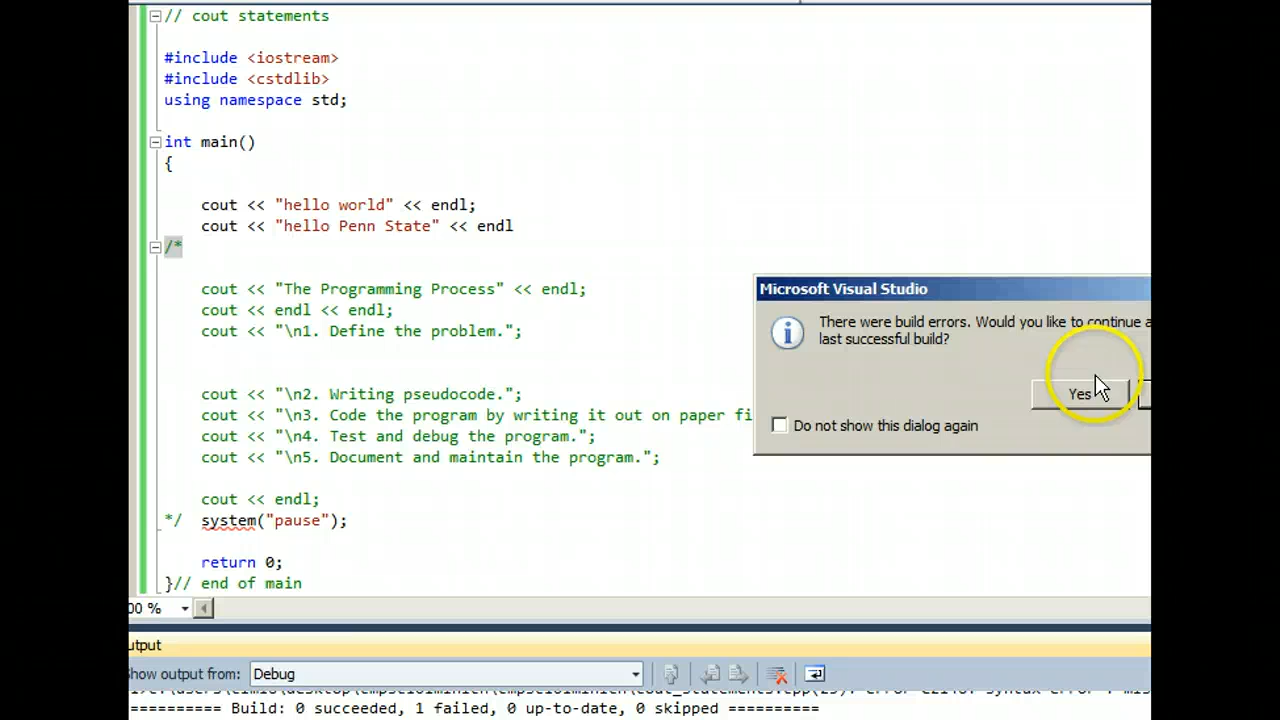 // cout statements
#include <iostream>
#include <cstdlib>
using namespace std;
int main()
{
cout << "hello world" << endl;
cout << "hello Penn State" << endl
/*
cout << "The Programming Process" << endl;
cout << endl << endl;
cout << "\n1. Define the problem.";
cout << "\n2. Writing pseudocode.";
cout << "\n3. Code the program by writing it out on paper fi
cout << "\n4. Test and debug the program.";
cout << "\n5. Document and maintain the program.";
cout << endl;
*/ system("pause");
return 0;
}// end of main
Microsoft Visual Studio
There were build errors. Would you like to continue a
last successful build?
Yes
Do not show this dialog again
00 %
utput
how output from: Debug
========== Build: 0 succeeded, 1 failed, 0 up-to-date, 0 skipped ==========